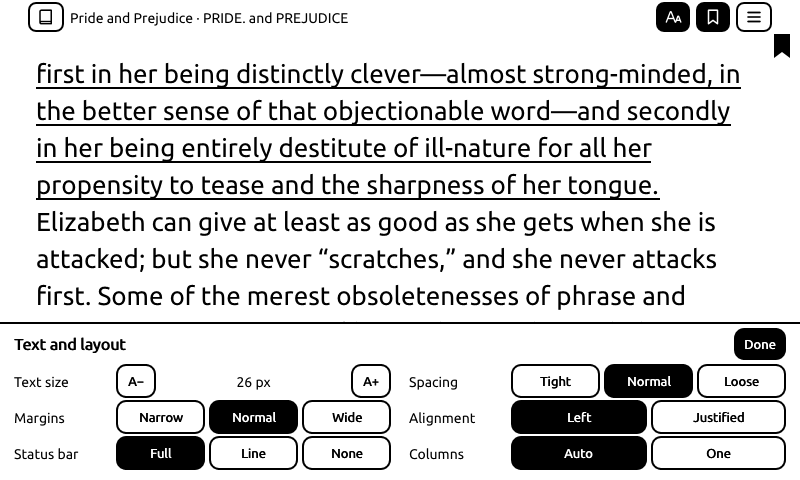 Pride and Prejudice · PRIDE. and PREJUDICE
AA
first in her being distinctly clever—almost strong-minded, in
the better sense of that objectionable word—and secondly
in her being entirely destitute of ill-nature for all her
propensity to tease and the sharpness of her tongue.
Elizabeth can give at least as good as she gets when she is
attacked; but she never “scratches,” and she never attacks
first. Some of the merest obsoletenesses of phrase and
Text and layout
Done
Text size
A−
26 px
A+
Spacing
Tight
Normal
Loose
Margins
Narrow
Normal
Wide
Alignment
Left
Justified
Status bar
Full
Line
None
Columns
Auto
One